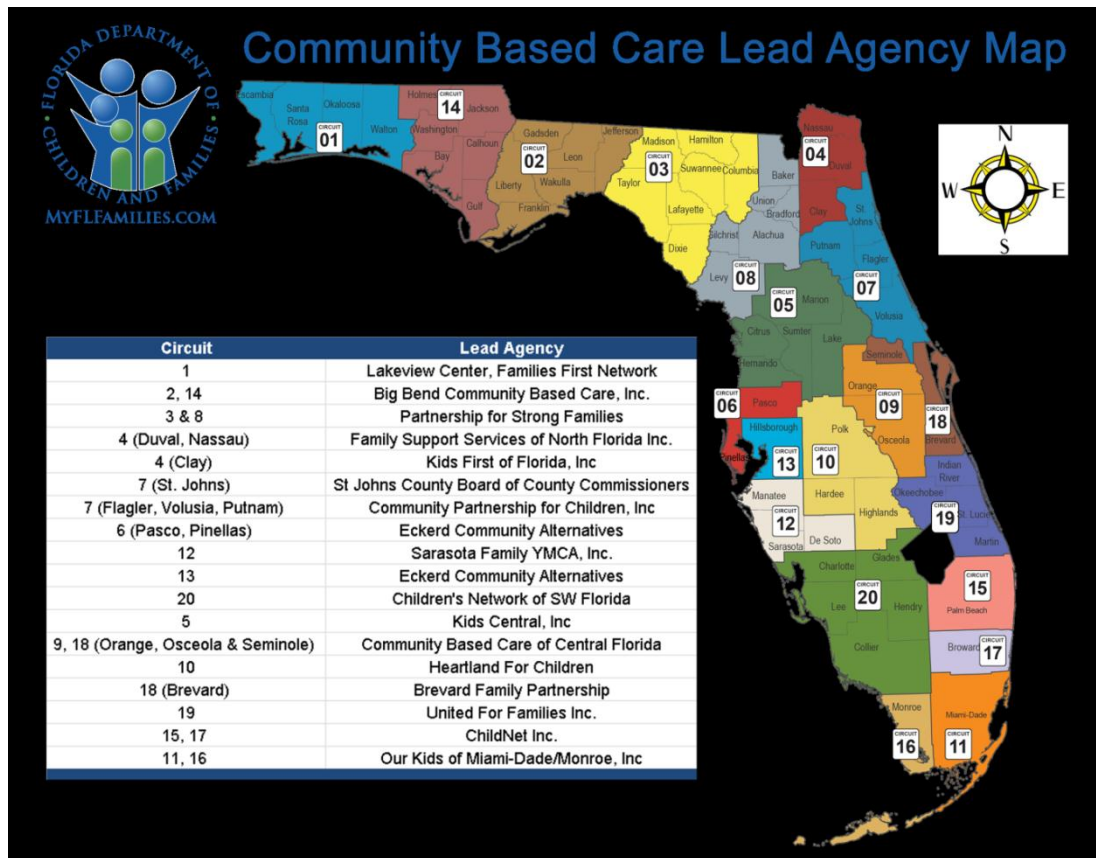 FLORIDA DEPARTMENT OF
CHILDREN AND FAMILIES
MYFLFAMILIES.COM
Community Based Care Lead Agency Map
Escambia
Santa
Rosa
Okaloosa
Walton
CIRCUIT
01
Holmes
CIRCUIT
14
Jackson
Washington
Calhoun
Bay
Gulf
Gadsden
Jefferson
CIRCUIT
02
Leon
Liberty
Wakulla
Franklin
Madison
Hamilton
CIRCUIT
03
Suwannee
Columbia
Taylor
Lafayette
Dixie
Nassau
CIRCUIT
04
Duval
Clay
Baker
Union
Bradford
Gilchrist
Alachua
Levy
CIRCUIT
08
St.
Johns
Putnam
Flagler
CIRCUIT
07
Volusia
CIRCUIT
05
Marion
Citrus
Sumter
Lake
Hernando
Seminole
Orange
CIRCUIT
09
Osceola
CIRCUIT
18
Brevard
CIRCUIT
06
Pasco
Pinellas
Hillsborough
CIRCUIT
13
Polk
CIRCUIT
10
Hardee
Highlands
Manatee
CIRCUIT
12
Sarasota
De Soto
Indian
River
Okeechobee
CIRCUIT
19
St. Lucie
Martin
Charlotte
Glades
CIRCUIT
20
Lee
Hendry
Collier
CIRCUIT
15
Palm Beach
Broward
CIRCUIT
17
Monroe
CIRCUIT
16
Miami-Dade
CIRCUIT
11
N
W E
S
Circuit Lead Agency
1 Lakeview Center, Families First Network
2, 14 Big Bend Community Based Care, Inc.
3 & 8 Partnership for Strong Families
4 (Duval, Nassau) Family Support Services of North Florida Inc.
4 (Clay) Kids First of Florida, Inc
7 (St. Johns) St Johns County Board of County Commissioners
7 (Flagler, Volusia, Putnam) Community Partnership for Children, Inc
6 (Pasco, Pinellas) Eckerd Community Alternatives
12 Sarasota Family YMCA, Inc.
13 Eckerd Community Alternatives
20 Children's Network of SW Florida
5 Kids Central, Inc
9, 18 (Orange, Osceola & Seminole) Community Based Care of Central Florida
10 Heartland For Children
18 (Brevard) Brevard Family Partnership
19 United For Families Inc.
15, 17 ChildNet Inc.
11, 16 Our Kids of Miami-Dade/Monroe, Inc